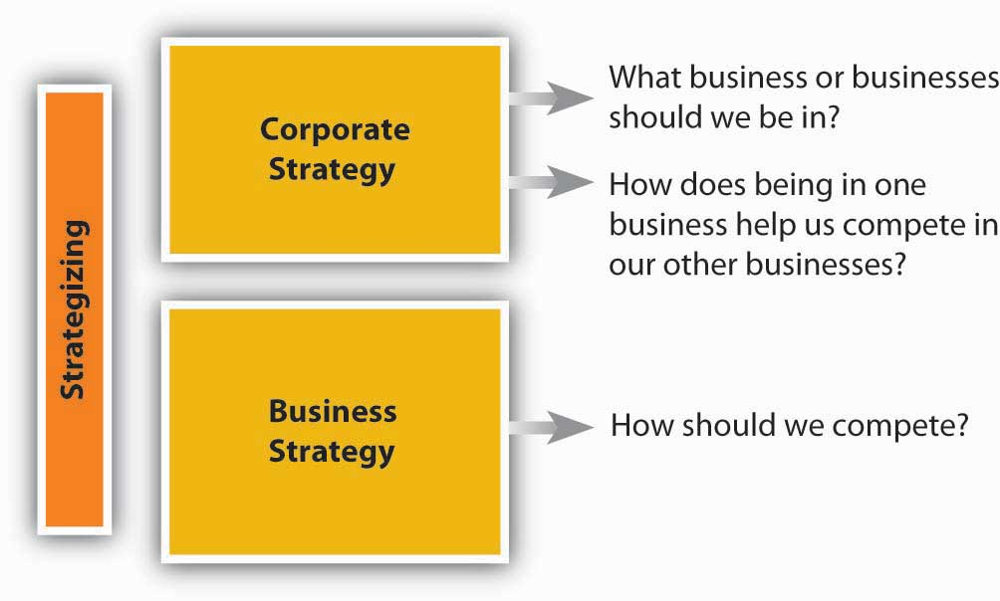 Strategizing
Corporate
Strategy
What business or businesses
should we be in?
How does being in one
business help us compete in
our other businesses?
Business
Strategy
How should we compete?